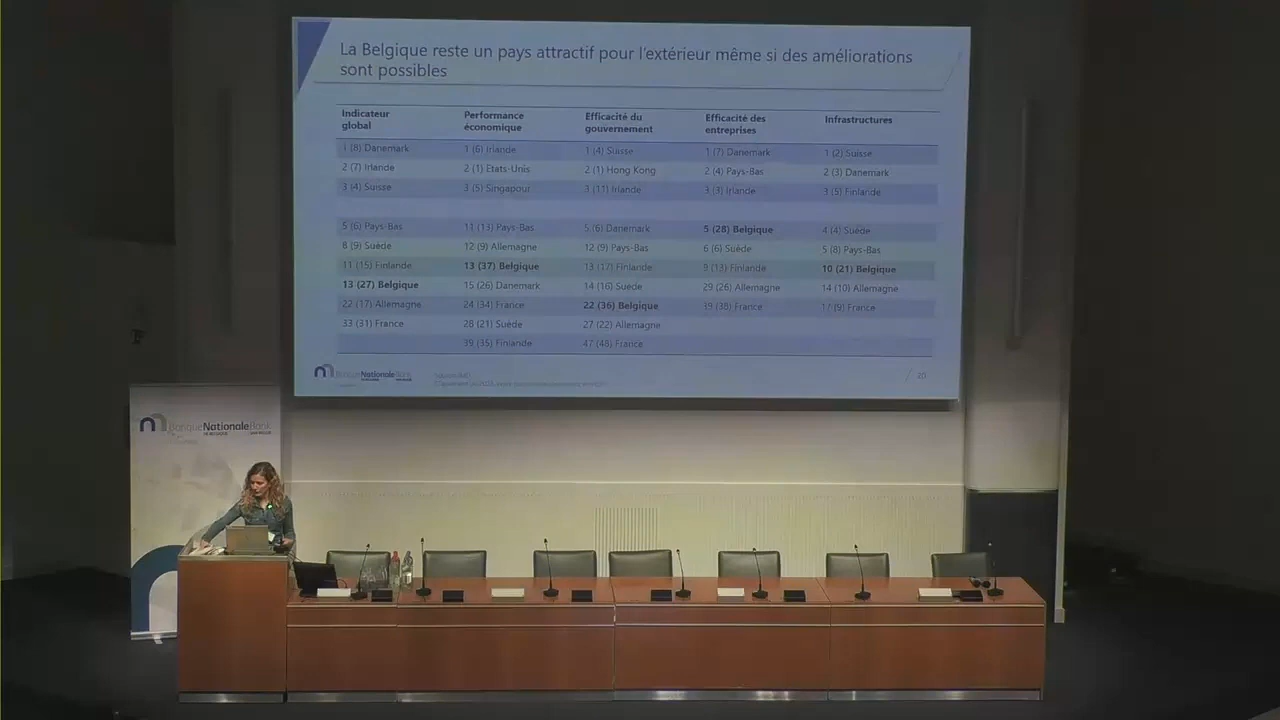 La Belgique reste un pays attractif pour l'extérieur même si des améliorations
sont possibles
Indicateur global
Performance économique
Efficacité du gouvernement
Efficacité des entreprises
Infrastructures
1 (8) Danemark
1 (6) Irlande
1 (4) Suisse
1 (7) Danemark
1 (2) Suisse
2 (7) Irlande
2 (1) Etats-Unis
2 (1) Hong Kong
2 (4) Pays-Bas
2 (3) Danemark
3 (4) Suisse
3 (5) Singapour
3 (11) Irlande
3 (3) Irlande
3 (5) Finlande
5 (6) Pays-Bas
11 (13) Pays-Bas
5 (6) Danemark
5 (28) Belgique
4 (4) Suède
8 (9) Suède
12 (9) Allemagne
12 (9) Pays-Bas
6 (6) Suède
5 (8) Pays-Bas
11 (15) Finlande
13 (37) Belgique
13 (17) Finlande
9 (13) Finlande
10 (21) Belgique
13 (27) Belgique
15 (26) Danemark
14 (16) Suède
29 (26) Allemagne
14 (10) Allemagne
22 (17) Allemagne
24 (34) France
22 (36) Belgique
39 (38) France
17 (9) France
33 (31) France
28 (21) Suède
27 (22) Allemagne
39 (35) Finlande
47 (48) France
BanqueNationaleBank
20
BanqueNationaleBank
DE BELGIQUE